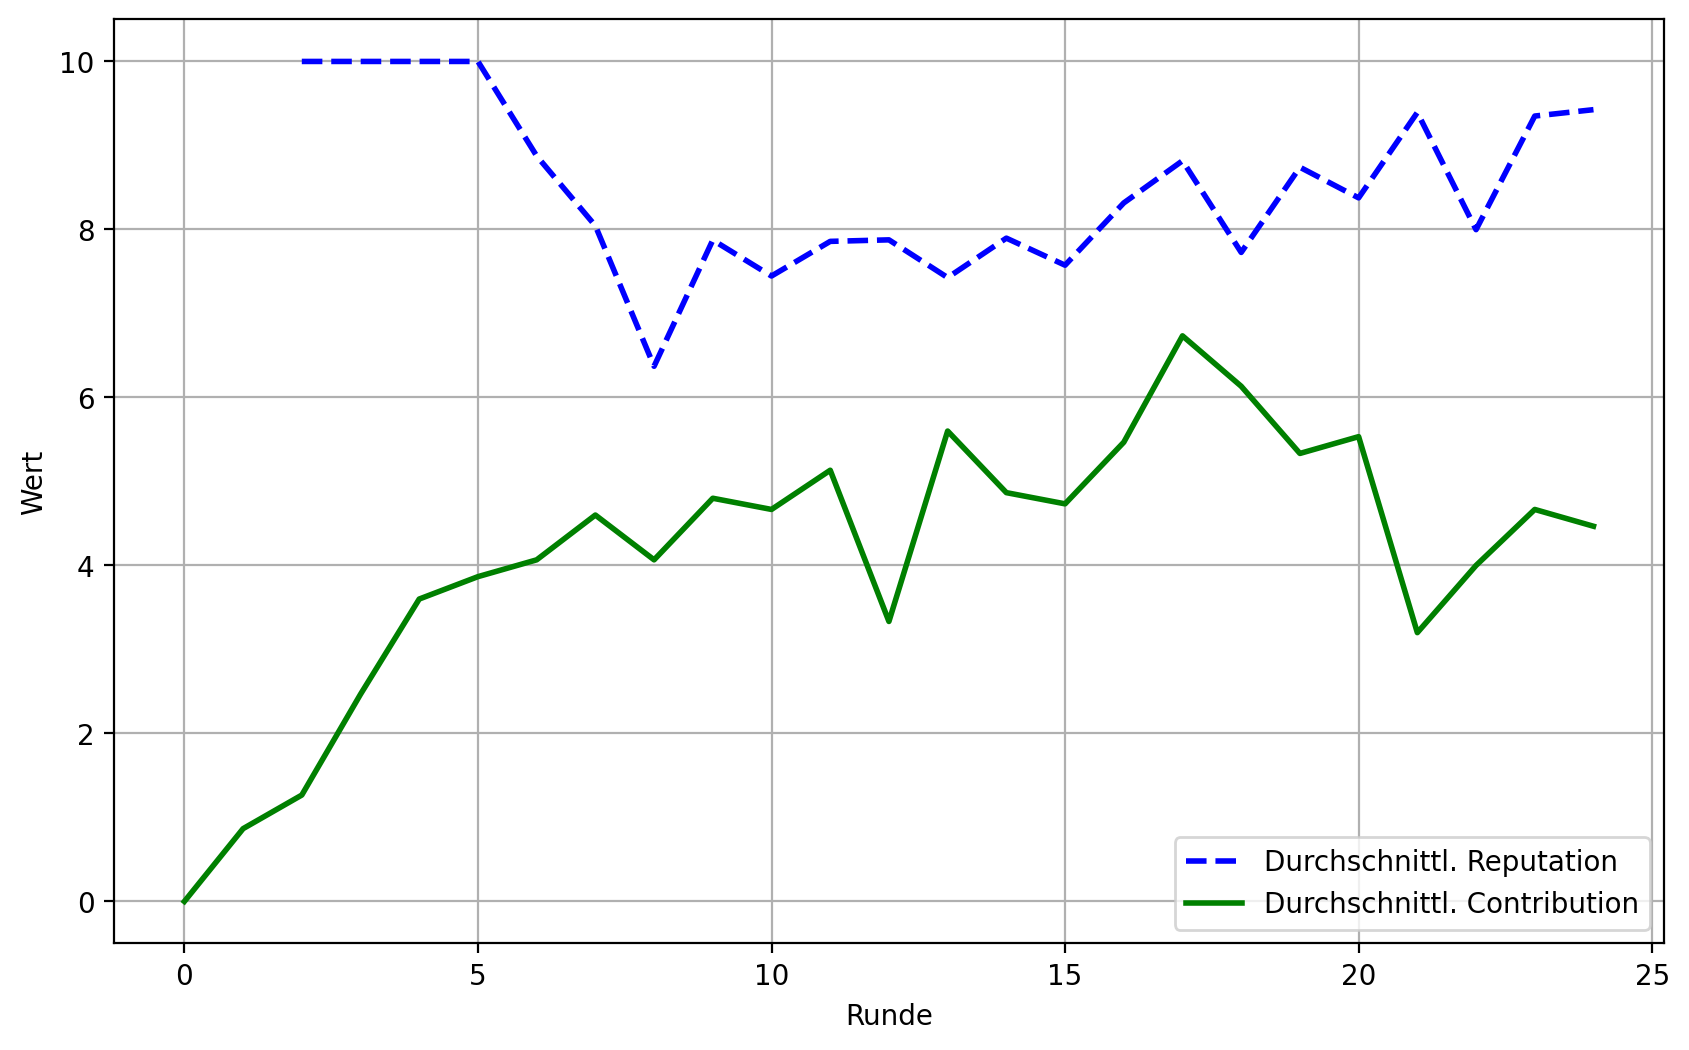 10
8
6
4
2
0
Wert
0 5 10 15 20 25
Runde
Durchschnittl. Reputation
Durchschnittl. Contribution